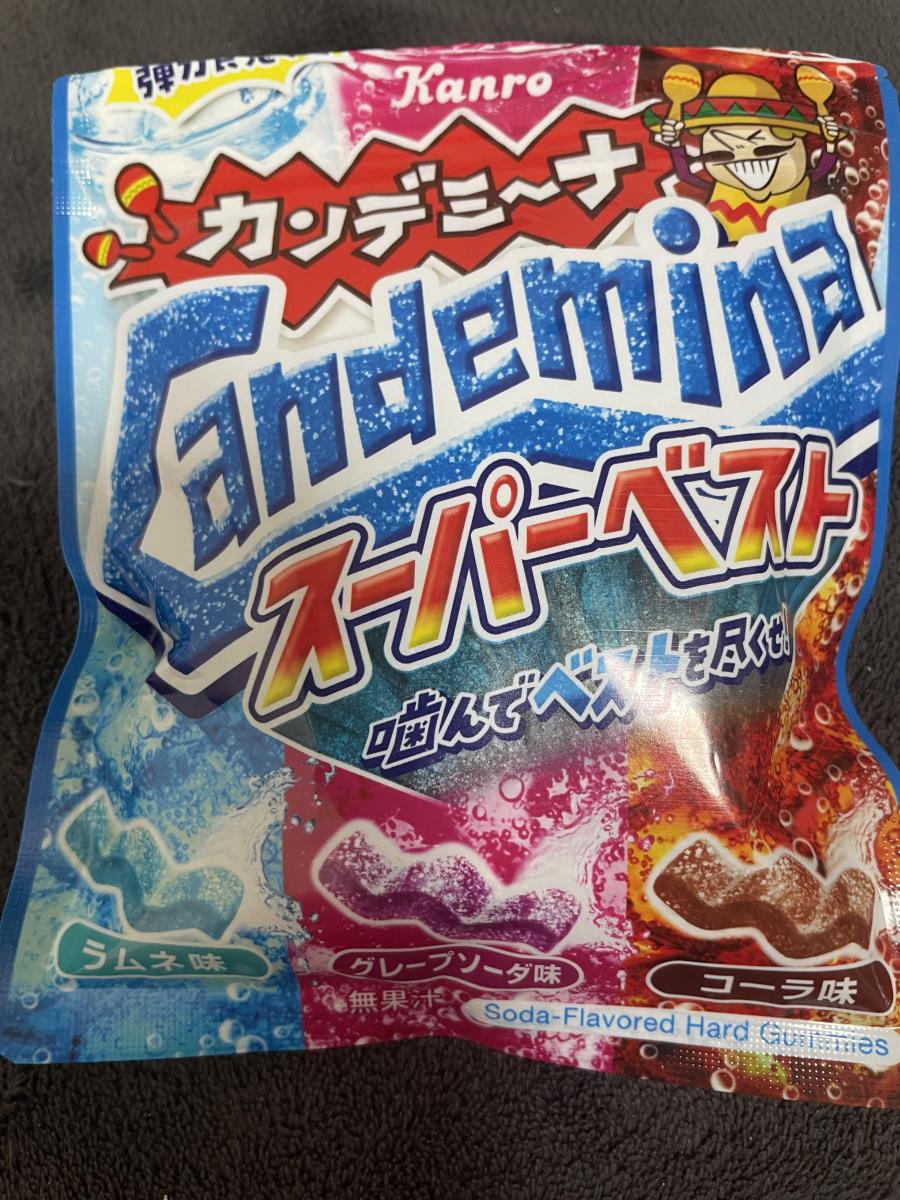 Kanro
カンデミ〜ナ
Candemina
スーパーベスト
噛んでベストを尽くせ!
ラムネ味
グレープソーダ味
コーラ味
無果汁
Soda-Flavored Hard Gummies